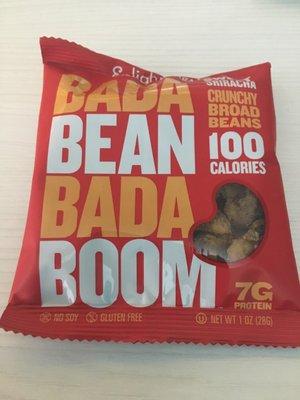 SRIRACHA
BADA
BEAN
BADA
BOOM
CRUNCHY
BROAD
BEANS
100
CALORIES
7G
PROTEIN
NO SOY GLUTEN FREE
NET WT 1 OZ (28G)